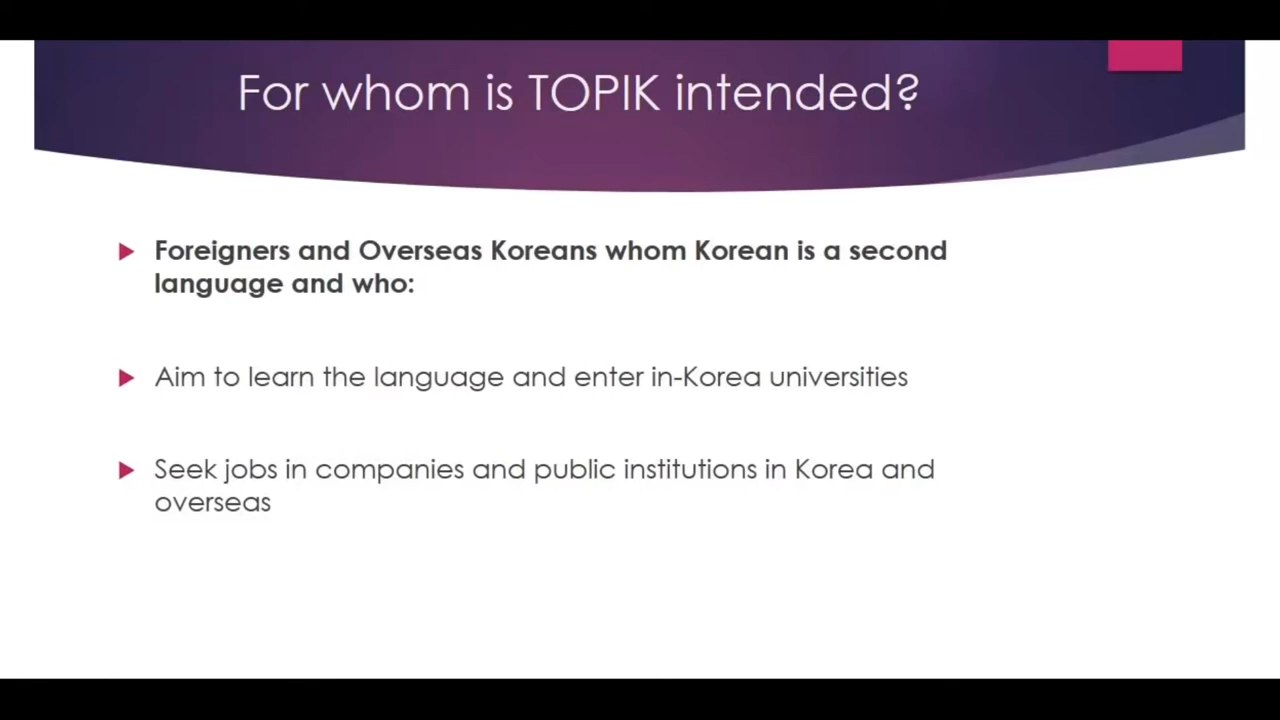 For whom is TOPIK intended?
Foreigners and Overseas Koreans whom Korean is a second
language and who:
Aim to learn the language and enter in-Korea universities
Seek jobs in companies and public institutions in Korea and
overseas